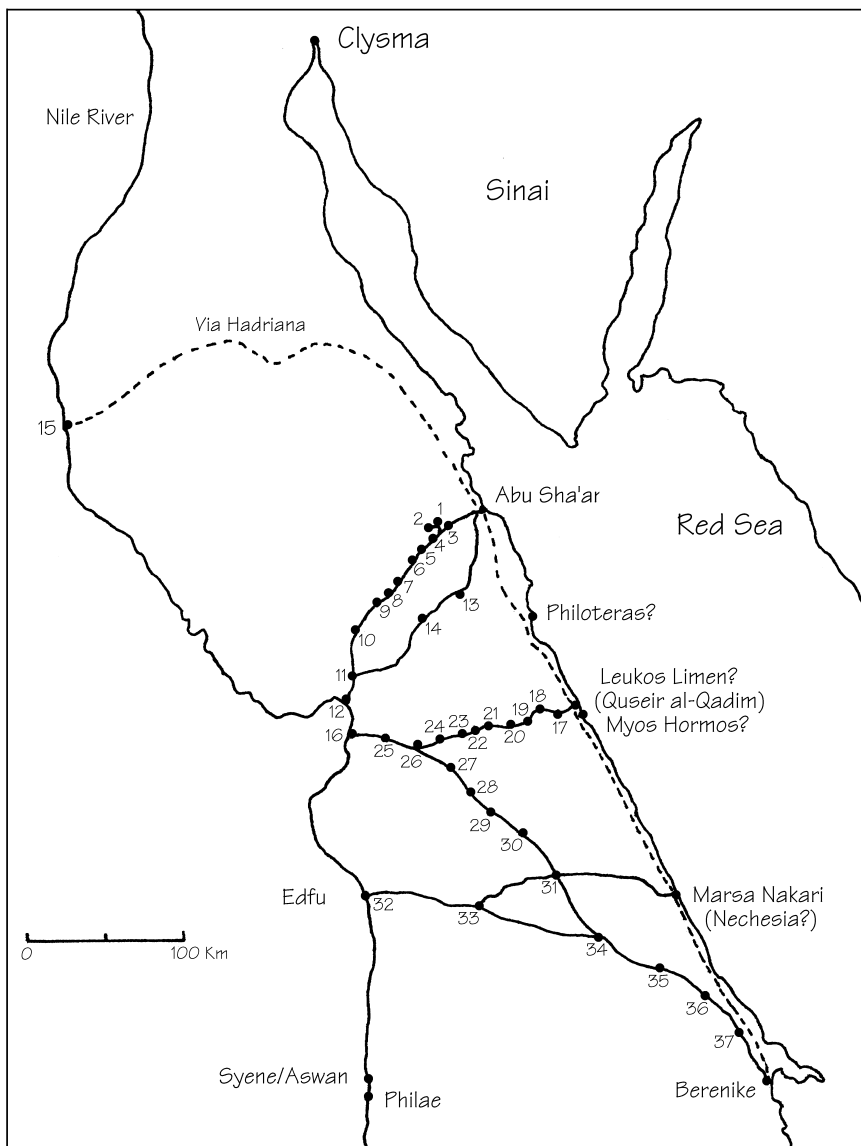 Clysma
Nile River
Sinai
Via Hadriana
15
Abu Sha'ar
Red Sea
1
2
3
4
5
6
7
8
9
10
13
14
Philoteras?
11
12
Leukos Limen?
(Quseir al-Qadim)
Myos Hormos?
16
25
26
24
23
22
21
20
19
18
17
27
28
29
30
31
Edfu
32
33
Marsa Nakari
(Nechesia?)
34
0
100 Km
35
36
37
Syene/Aswan
Philae
Berenike